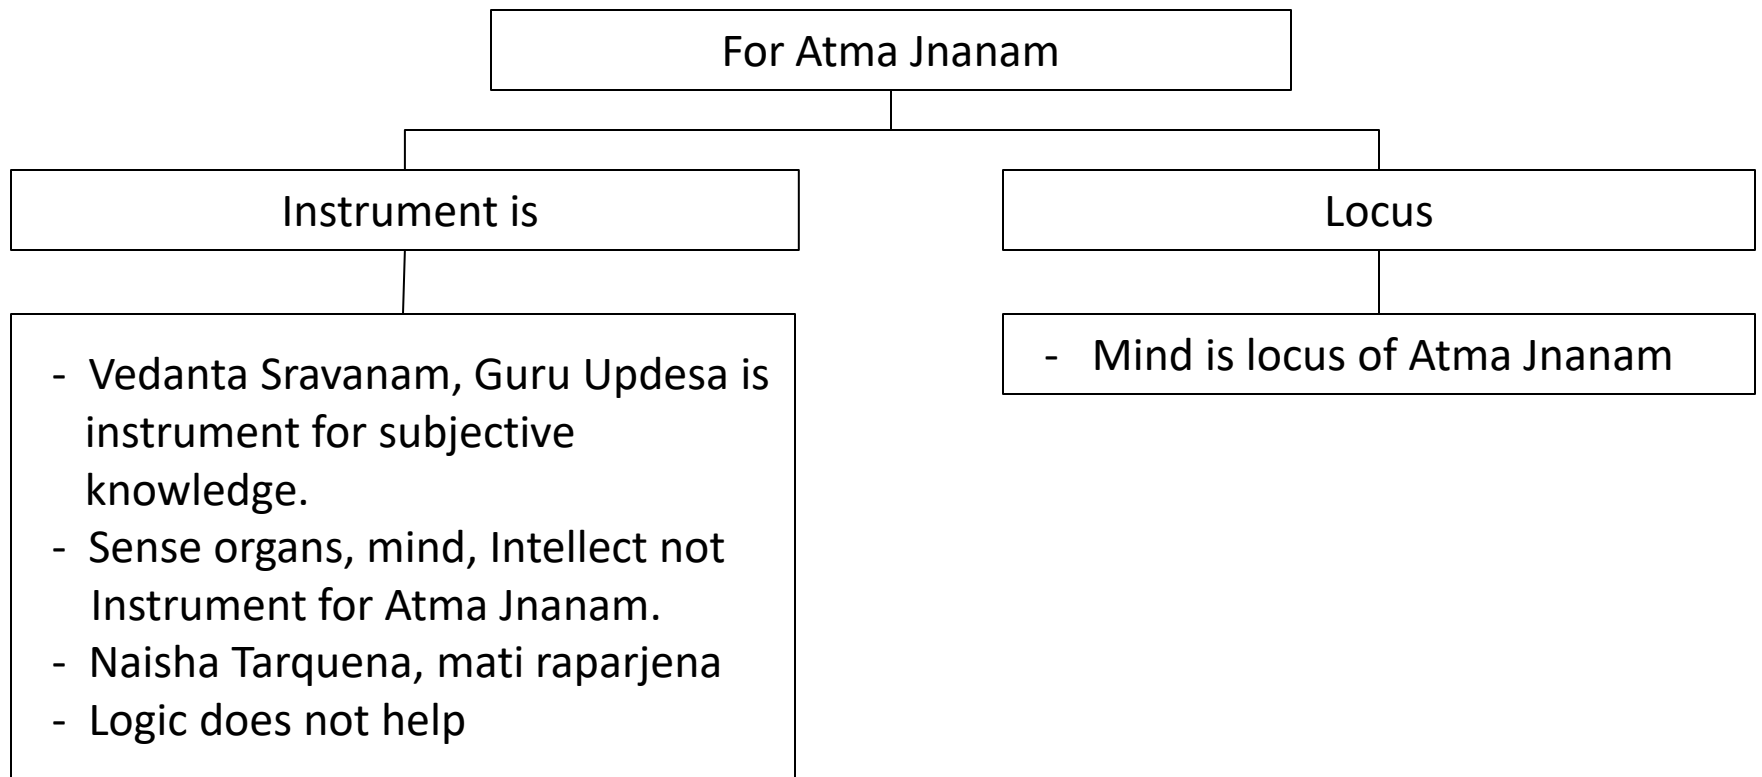 For Atma Jnanam
Instrument is
Locus
- Vedanta Sravanam, Guru Updesa is
instrument for subjective
knowledge.
- Sense organs, mind, Intellect not
Instrument for Atma Jnanam.
- Naisha Tarquena, mati raparjena
- Logic does not help
- Mind is locus of Atma Jnanam